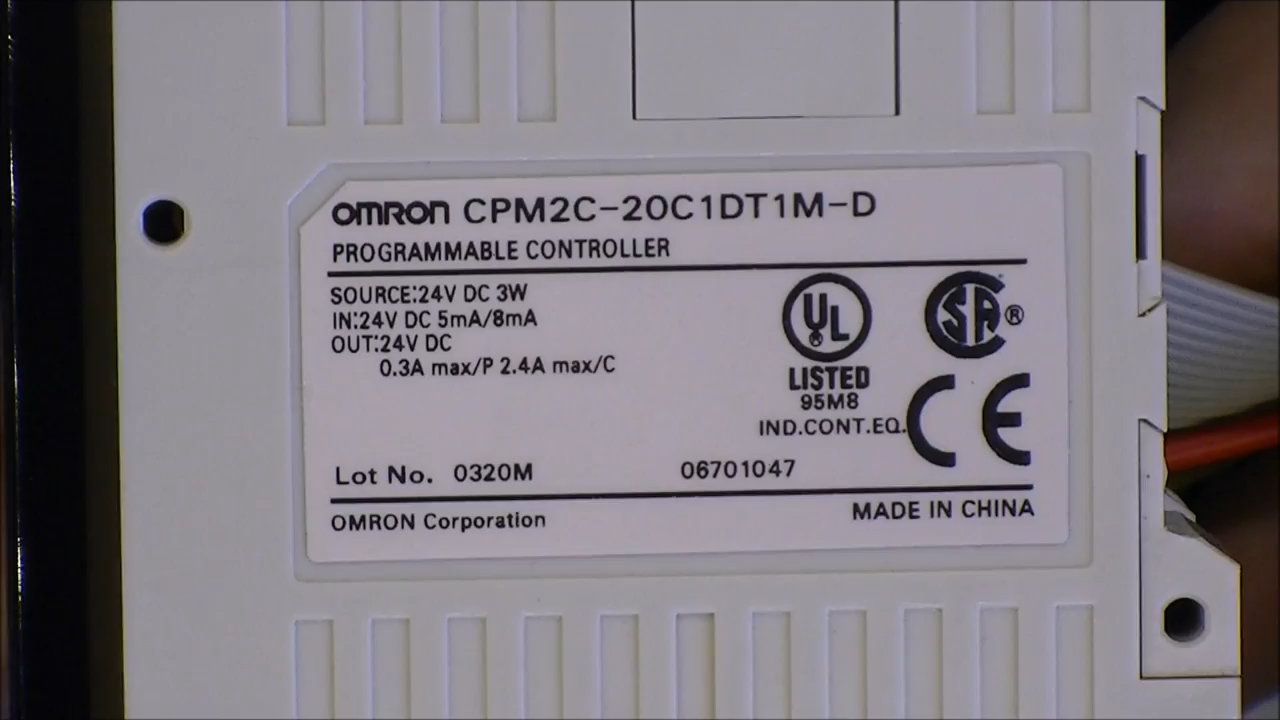 OMRON CPM2C-20C1DT1M-D
PROGRAMMABLE CONTROLLER
SOURCE:24V DC 3W
IN:24V DC 5mA/8mA
OUT:24V DC
0.3A max/P 2.4A max/C
UL
R
LISTED
95M8
IND.CONT.EQ.
SA®
CE
Lot No. 0320M 06701047
OMRON Corporation MADE IN CHINA